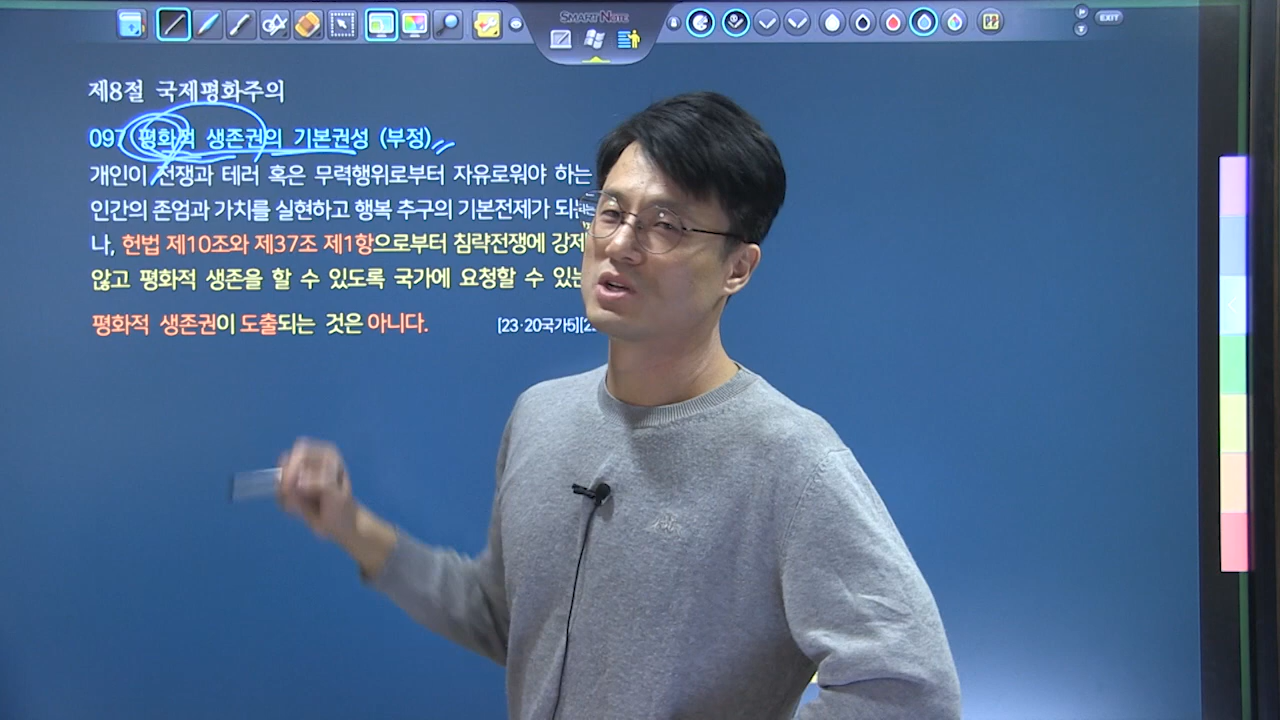 SMART NOTE
EXIT
제8절 국제평화주의
097 평화적 생존권의 기본권성 (부정)
개인이 전쟁과 테러 혹은 무력행위로부터 자유로워야 하는
인간의 존엄과 가치를 실현하고 행복 추구의 기본전제가
나, 헌법 제10조와 제37조 제1항으로부터 침략전쟁에
않고 평화적 생존을 할 수 있도록 국가에 요청할 수
평화적 생존권이 도출되는 것은 아니다.
[23·20국가5]